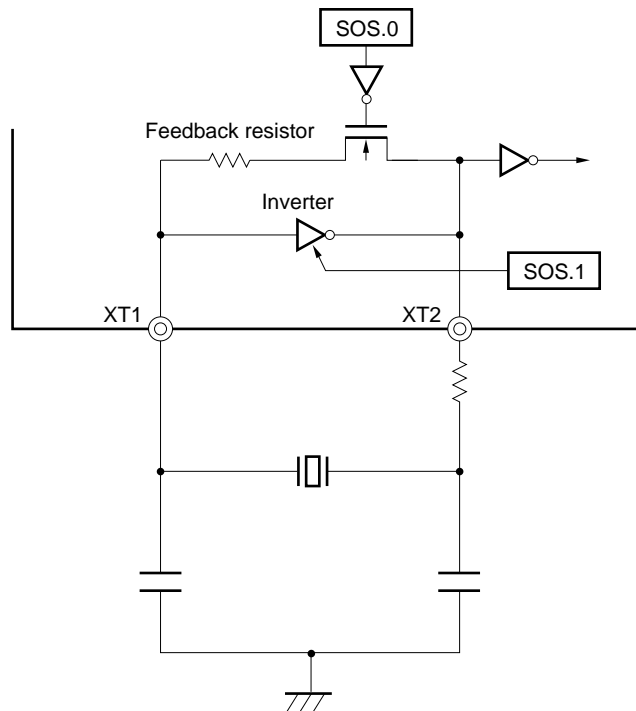 SOS.0
Feedback resistor
Inverter
SOS.1
XT1
XT2